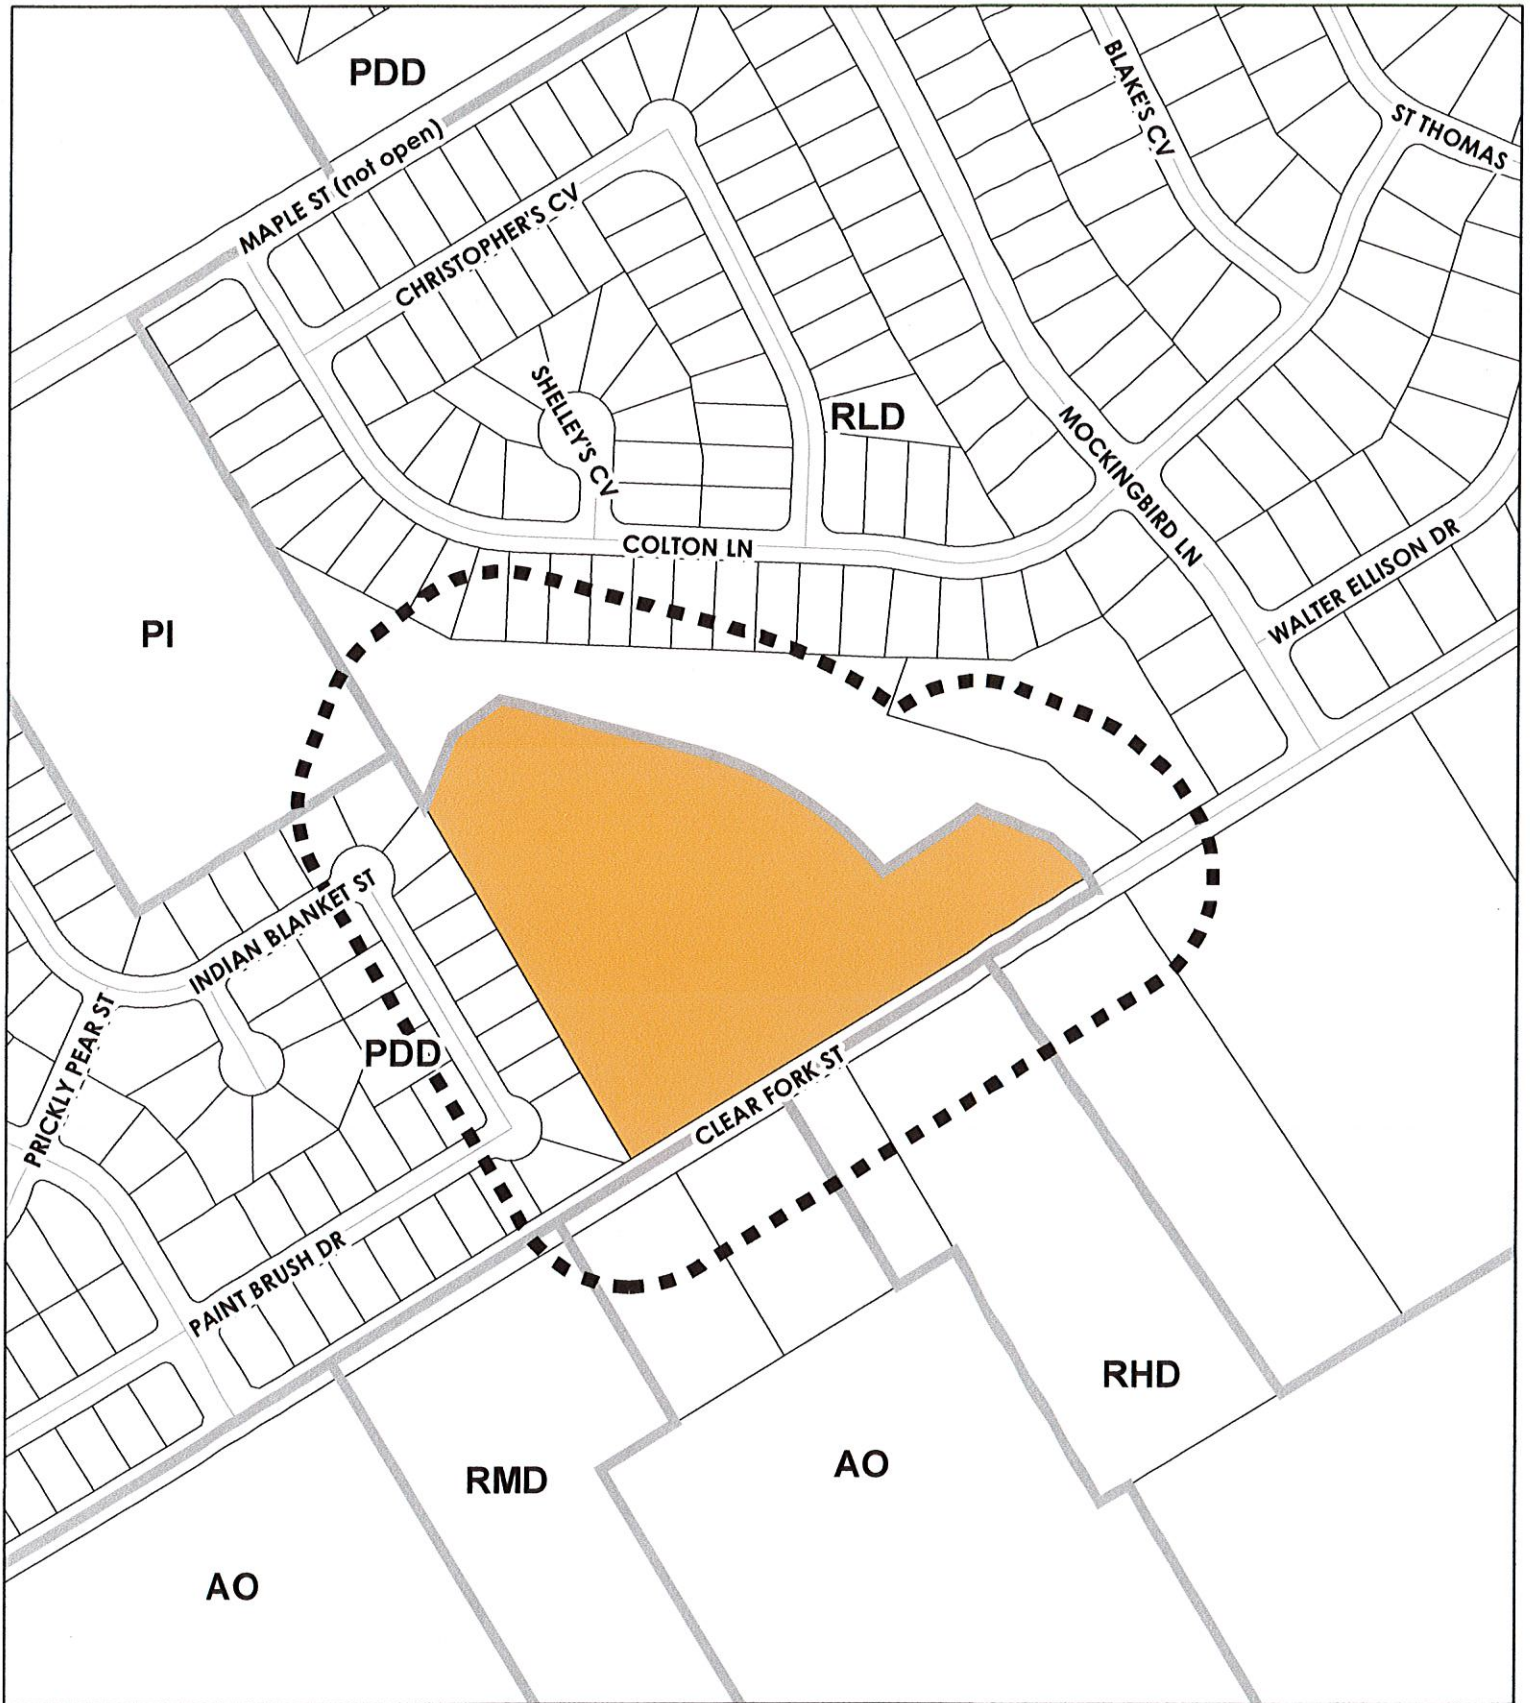 PDD
BLAKE'S CV
ST THOMAS
MAPLE ST (not open)
CHRISTOPHER'S CV
SHELLEY'S CV
RLD
MOCKINGBIRD LN
COLTON LN
WALTER ELLISON DR
PI
INDIAN BLANKET ST
PRICKLY PEAR ST
PDD
CLEAR FORK ST
PAINT BRUSH DR
RHD
RMD
AO
AO